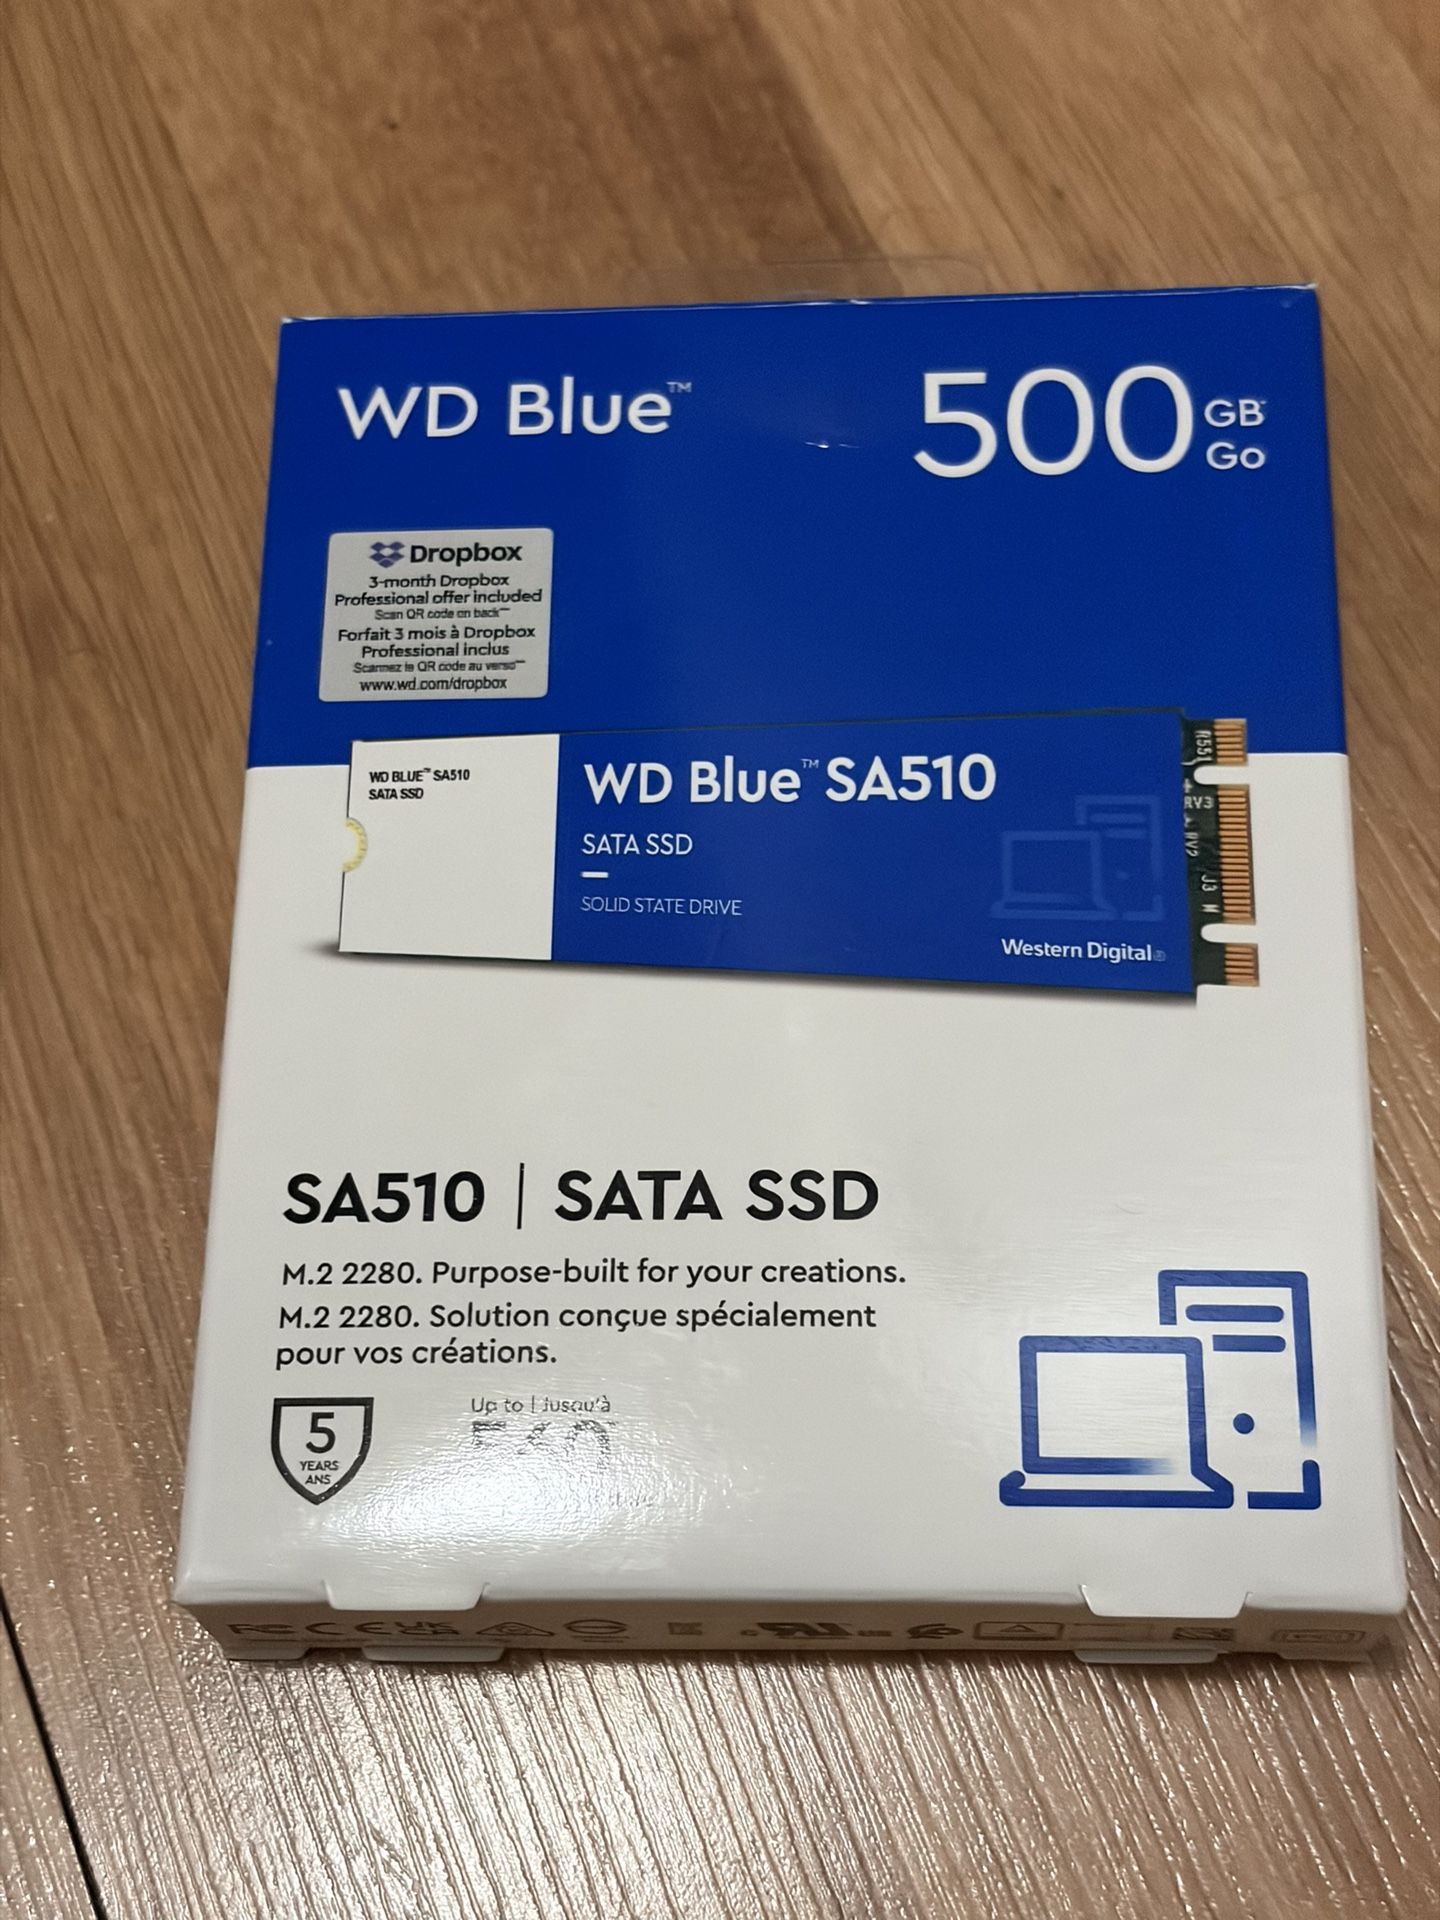 WD Blue™
500 GB
Go
Dropbox
3-month Dropbox
Professional offer included
Scan QR code on back
Forfait 3 mois à Dropbox
Professional inclus
Scannez le QR code au verso
www.wd.com/dropbox
WD BLUE™ SA510
SATA SSD
WD Blue™ SA510
SATA SSD
SOLID STATE DRIVE
Western Digital
RV3
RV2
J3
SA510 | SATA SSD
M.2 2280. Purpose-built for your creations.
M.2 2280. Solution conçue spécialement
pour vos créations.
5
YEARS
ANS
Up to | Jusqu'à